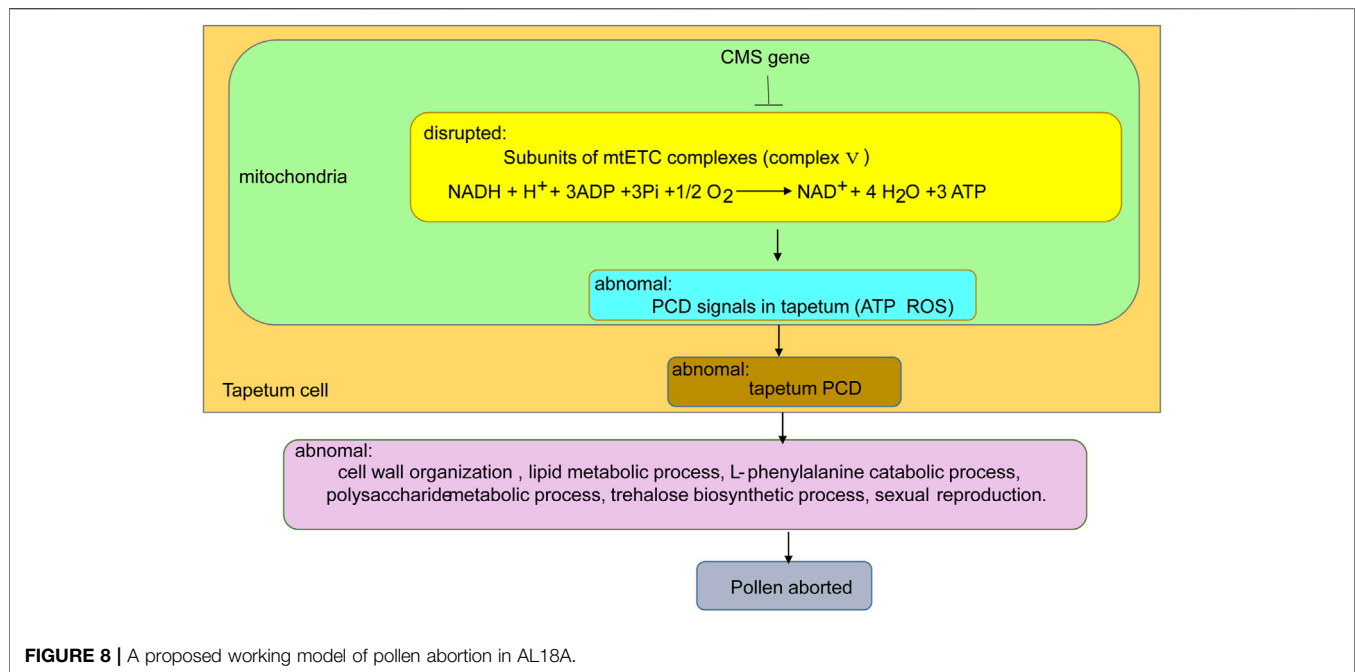 CMS gene
disrupted:
Subunits of mtETC complexes (complex V)
NADH + H+ + 3ADP +3Pi +1/2 O2 ⟶ NAD+ + 4 H2O +3 ATP
mitochondria
abnomal:
PCD signals in tapetum (ATP ROS)
abnomal:
tapetum PCD
Tapetum cell
abnomal:
cell wall organization , lipid metabolic process, L-phenylalanine catabolic process,
polysaccharide metabolic process, trehalose biosynthetic process, sexual reproduction.
Pollen aborted
FIGURE 8 | A proposed working model of pollen abortion in AL18A.